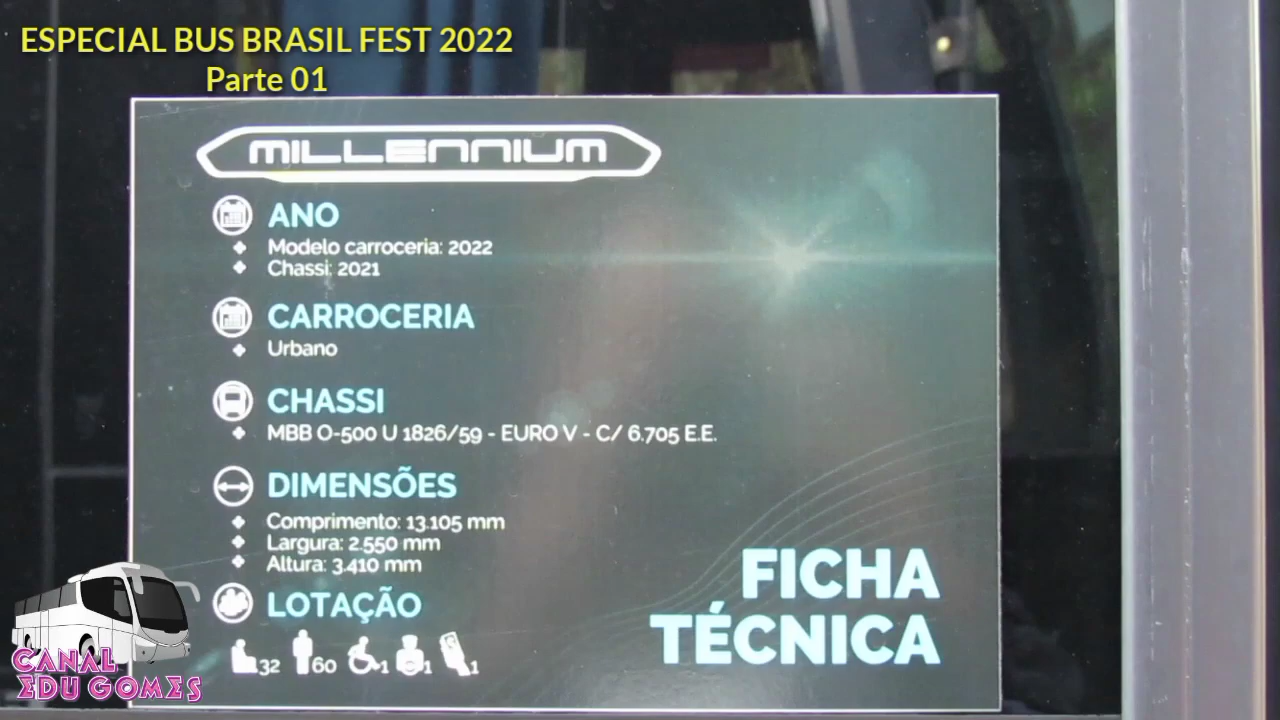 ESPECIAL BUS BRASIL FEST 2022
Parte 01
MILLENNIUM
ANO
Modelo carroceria: 2022
Chassi: 2021
CARROCERIA
Urbano
CHASSI
MBB O-500 U 1826/59 - EURO V - C/ 6.705 E.E.
DIMENSÕES
Comprimento: 13.105 mm
Largura: 2.550 mm
Altura: 3.410 mm
LOTAÇÃO
32 60 1 1 1
FICHA
TÉCNICA
CANAL
EDU GOMES